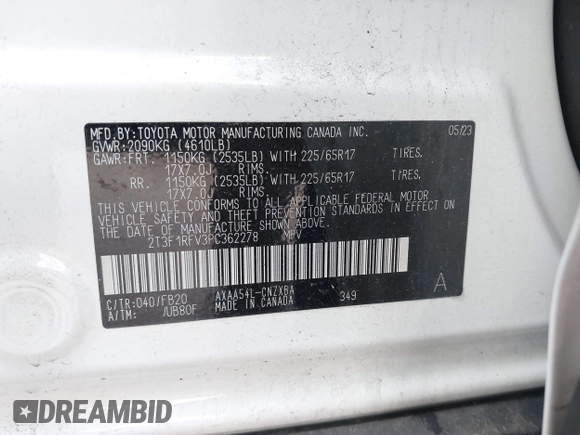 MFD.BY:TOYOTA MOTOR MANUFACTURING CANADA INC. 05/23
GVWR:2090KG (4610LB)
GAWR:FRT. 1150KG (2535LB) WITH 225/65R17 TIRES.
17X7.0J RIMS.
RR. 1150KG (2535LB) WITH 225/65R17 TIRES.
17X7.0J RIMS.
THIS VEHICLE CONFORMS TO ALL APPLICABLE FEDERAL MOTOR
VEHICLE SAFETY AND THEFT PREVENTION STANDARDS IN EFFECT ON
THE DATE OF MANUFACTURE SHOWN ABOVE.
2T3F1RFV3PC362278 MPV
C/TR:040/FB20 AXAA54L-CNZXBA 349 A
A/TM: /UB80F MADE IN CANADA
DREAMBID